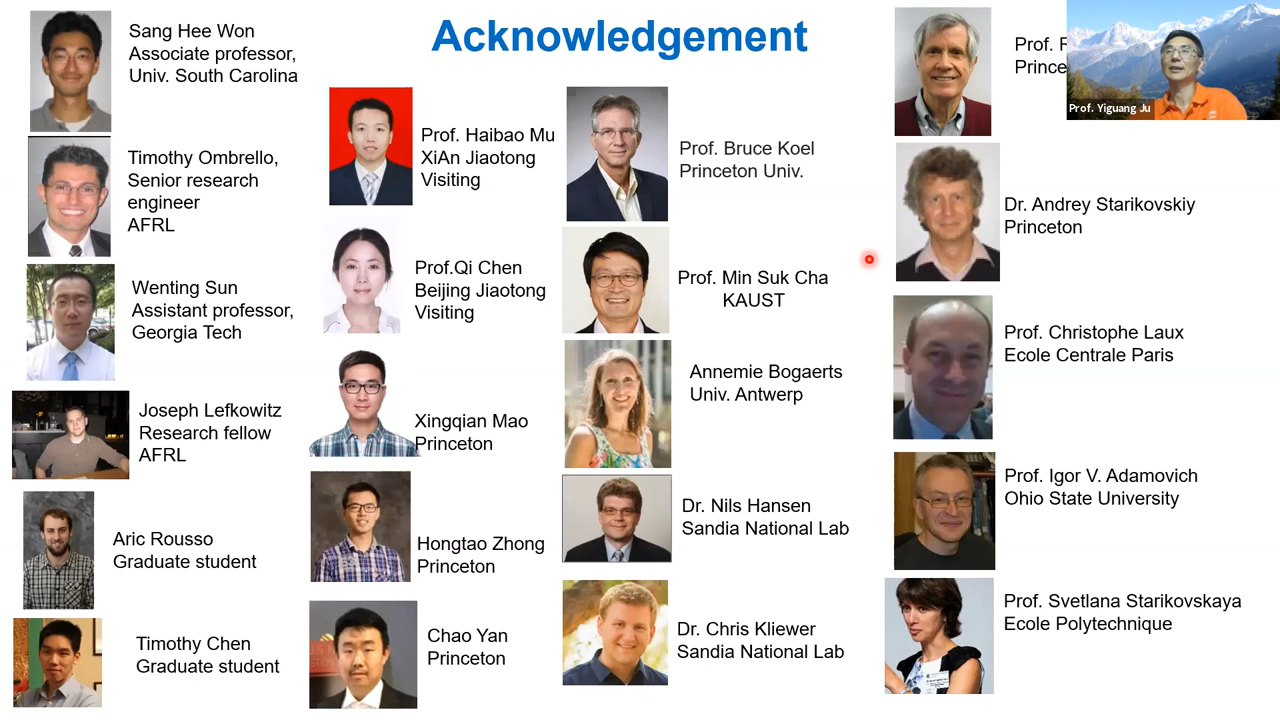 Acknowledgement
Sang Hee Won
Associate professor,
Univ. South Carolina
Timothy Ombrello,
Senior research
engineer
AFRL
Wenting Sun
Assistant professor,
Georgia Tech
Joseph Lefkowitz
Research fellow
AFRL
Aric Rousso
Graduate student
Timothy Chen
Graduate student
Prof. Haibao Mu
XiAn Jiaotong
Visiting
Prof.Qi Chen
Beijing Jiaotong
Visiting
Xingqian Mao
Princeton
Hongtao Zhong
Princeton
Chao Yan
Princeton
Prof. Bruce Koel
Princeton Univ.
Prof. Min Suk Cha
KAUST
Annemie Bogaerts
Univ. Antwerp
Dr. Nils Hansen
Sandia National Lab
Dr. Chris Kliewer
Sandia National Lab
Prof.
Prof. Yiguang Ju
Dr. Andrey Starikovskiy
Princeton
Prof. Christophe Laux
Ecole Centrale Paris
Prof. Igor V. Adamovich
Ohio State University
Prof. Svetlana Starikovskaya
Ecole Polytechnique